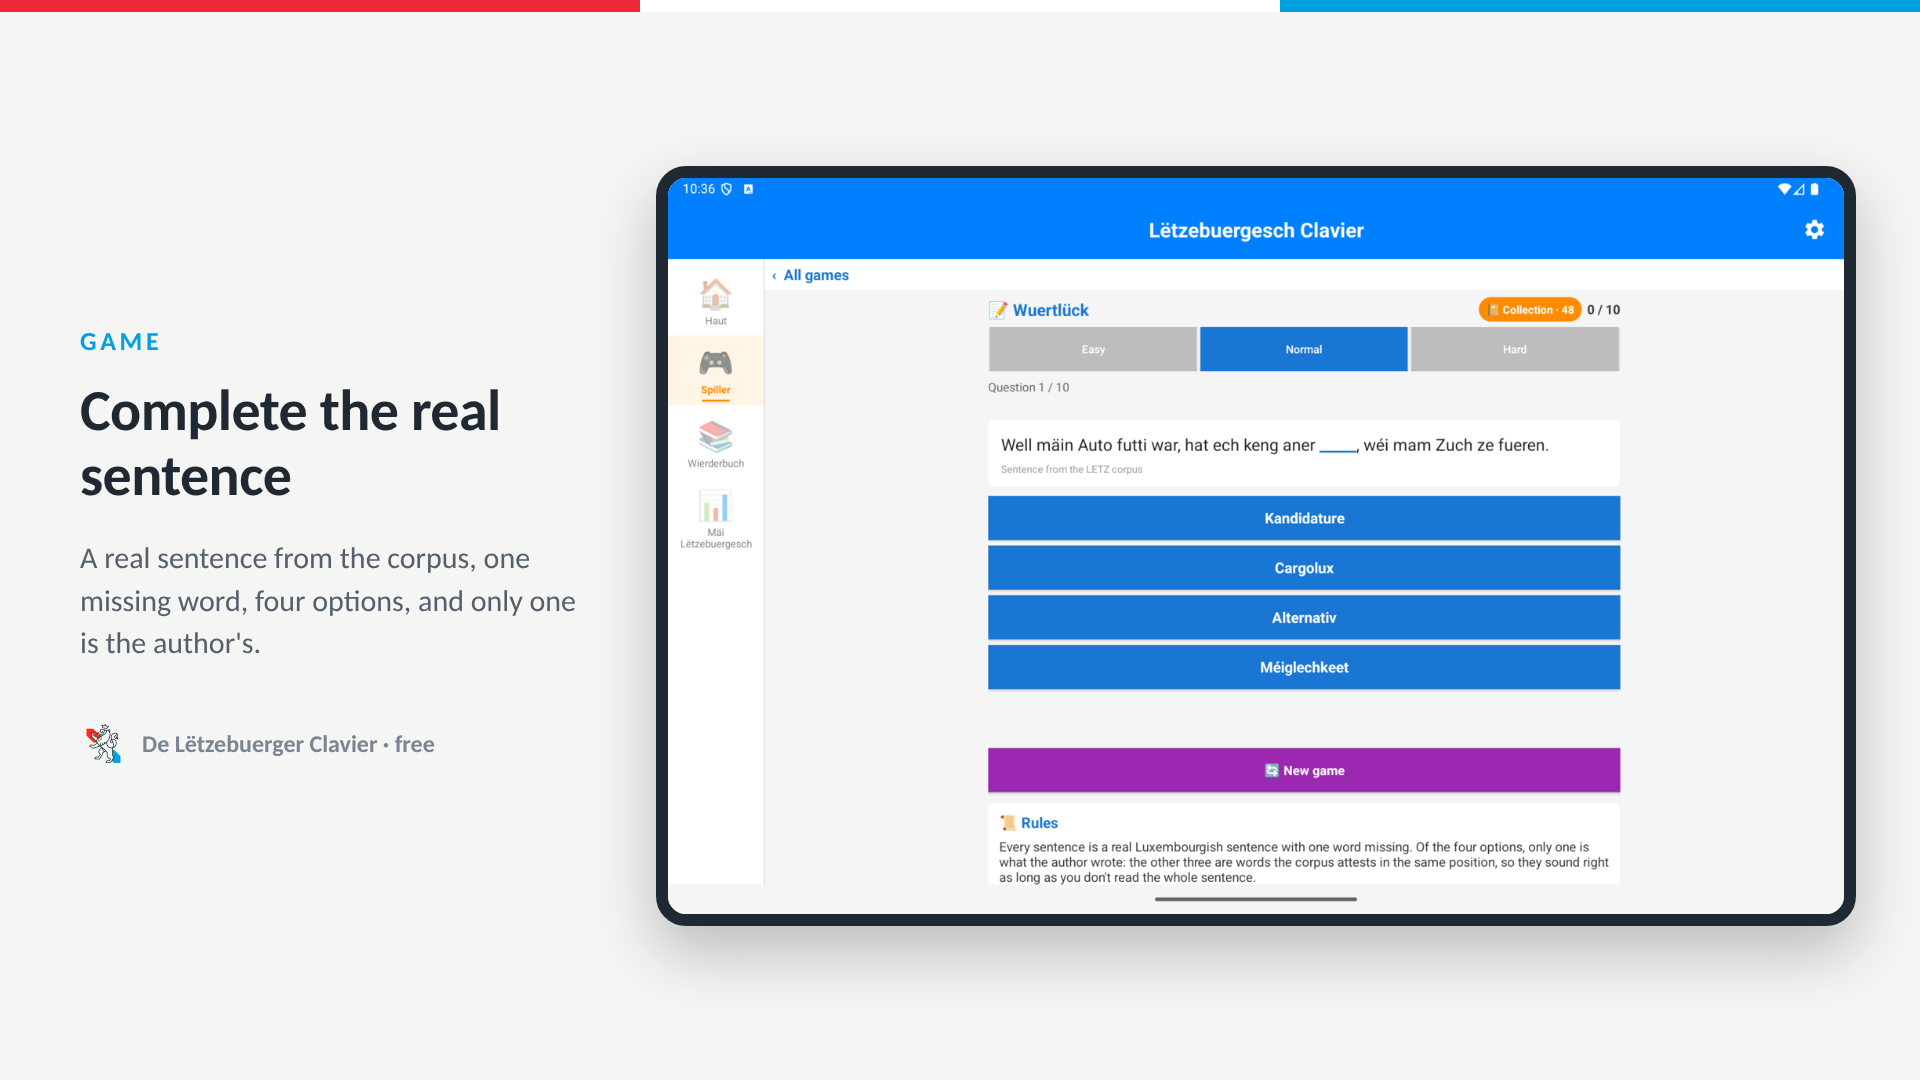 GAME
Complete the real
sentence
A real sentence from the corpus, one
missing word, four options, and only one
is the author's.
De Lëtzebuerger Clavier · free
10:36
Lëtzebuergesch Clavier
Haut
Spiller
Wierderbuch
Mäi
Lëtzebuergesch
‹ All games
Wuertlück
Collection · 48
0 / 10
Easy
Normal
Hard
Question 1 / 10
Well mäin Auto futti war, hat ech keng aner ____, wéi mam Zuch ze fueren.
Sentence from the LETZ corpus
Kandidature
Cargolux
Alternativ
Méiglechkeet
New game
Rules
Every sentence is a real Luxembourgish sentence with one word missing. Of the four options, only one is
what the author wrote: the other three are words the corpus attests in the same position, so they sound right
as long as you don't read the whole sentence.